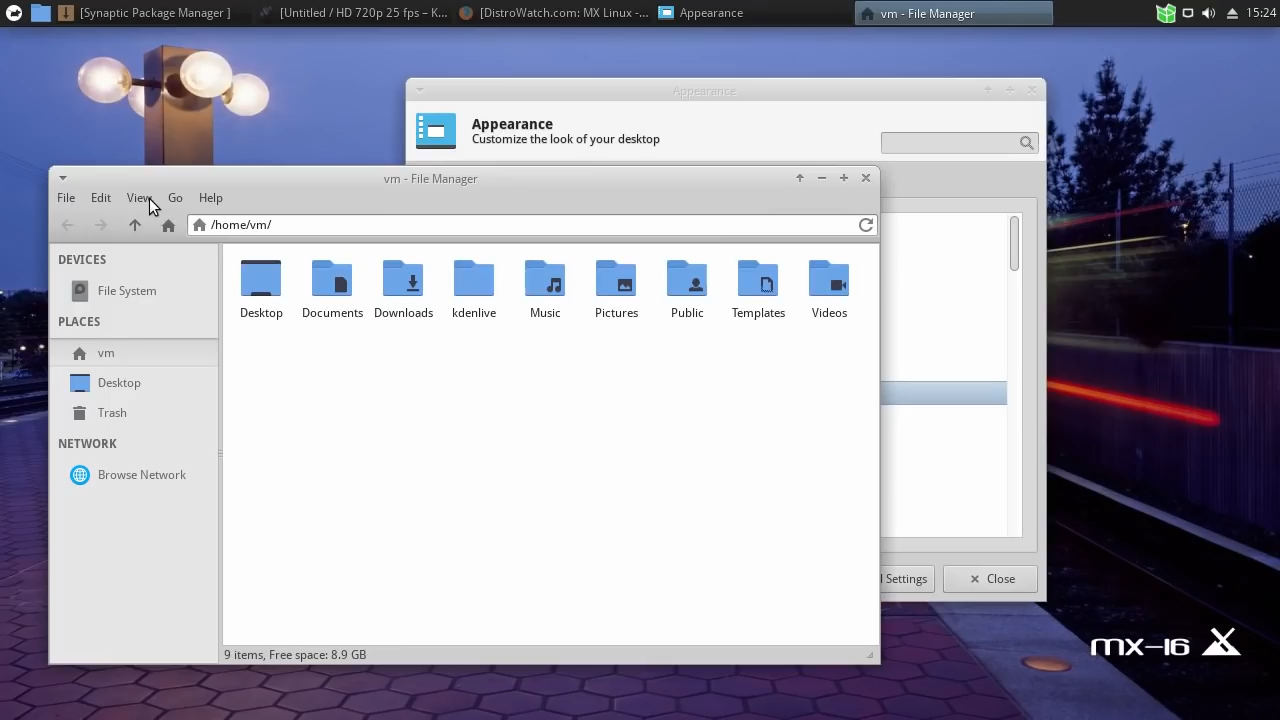 [Synaptic Package Manager ]
[Untitled / HD 720p 25 fps – K...
[DistroWatch.com: MX Linux -...
Appearance
vm - File Manager
15:24
Appearance
Appearance
Customize the look of your desktop
vm - File Manager
File Edit View Go Help
/home/vm/
DEVICES
File System
PLACES
vm
Desktop
Trash
NETWORK
Browse Network
Desktop Documents Downloads kdenlive Music Pictures Public Templates Videos
9 items, Free space: 8.9 GB
l Settings
Close
mx-16